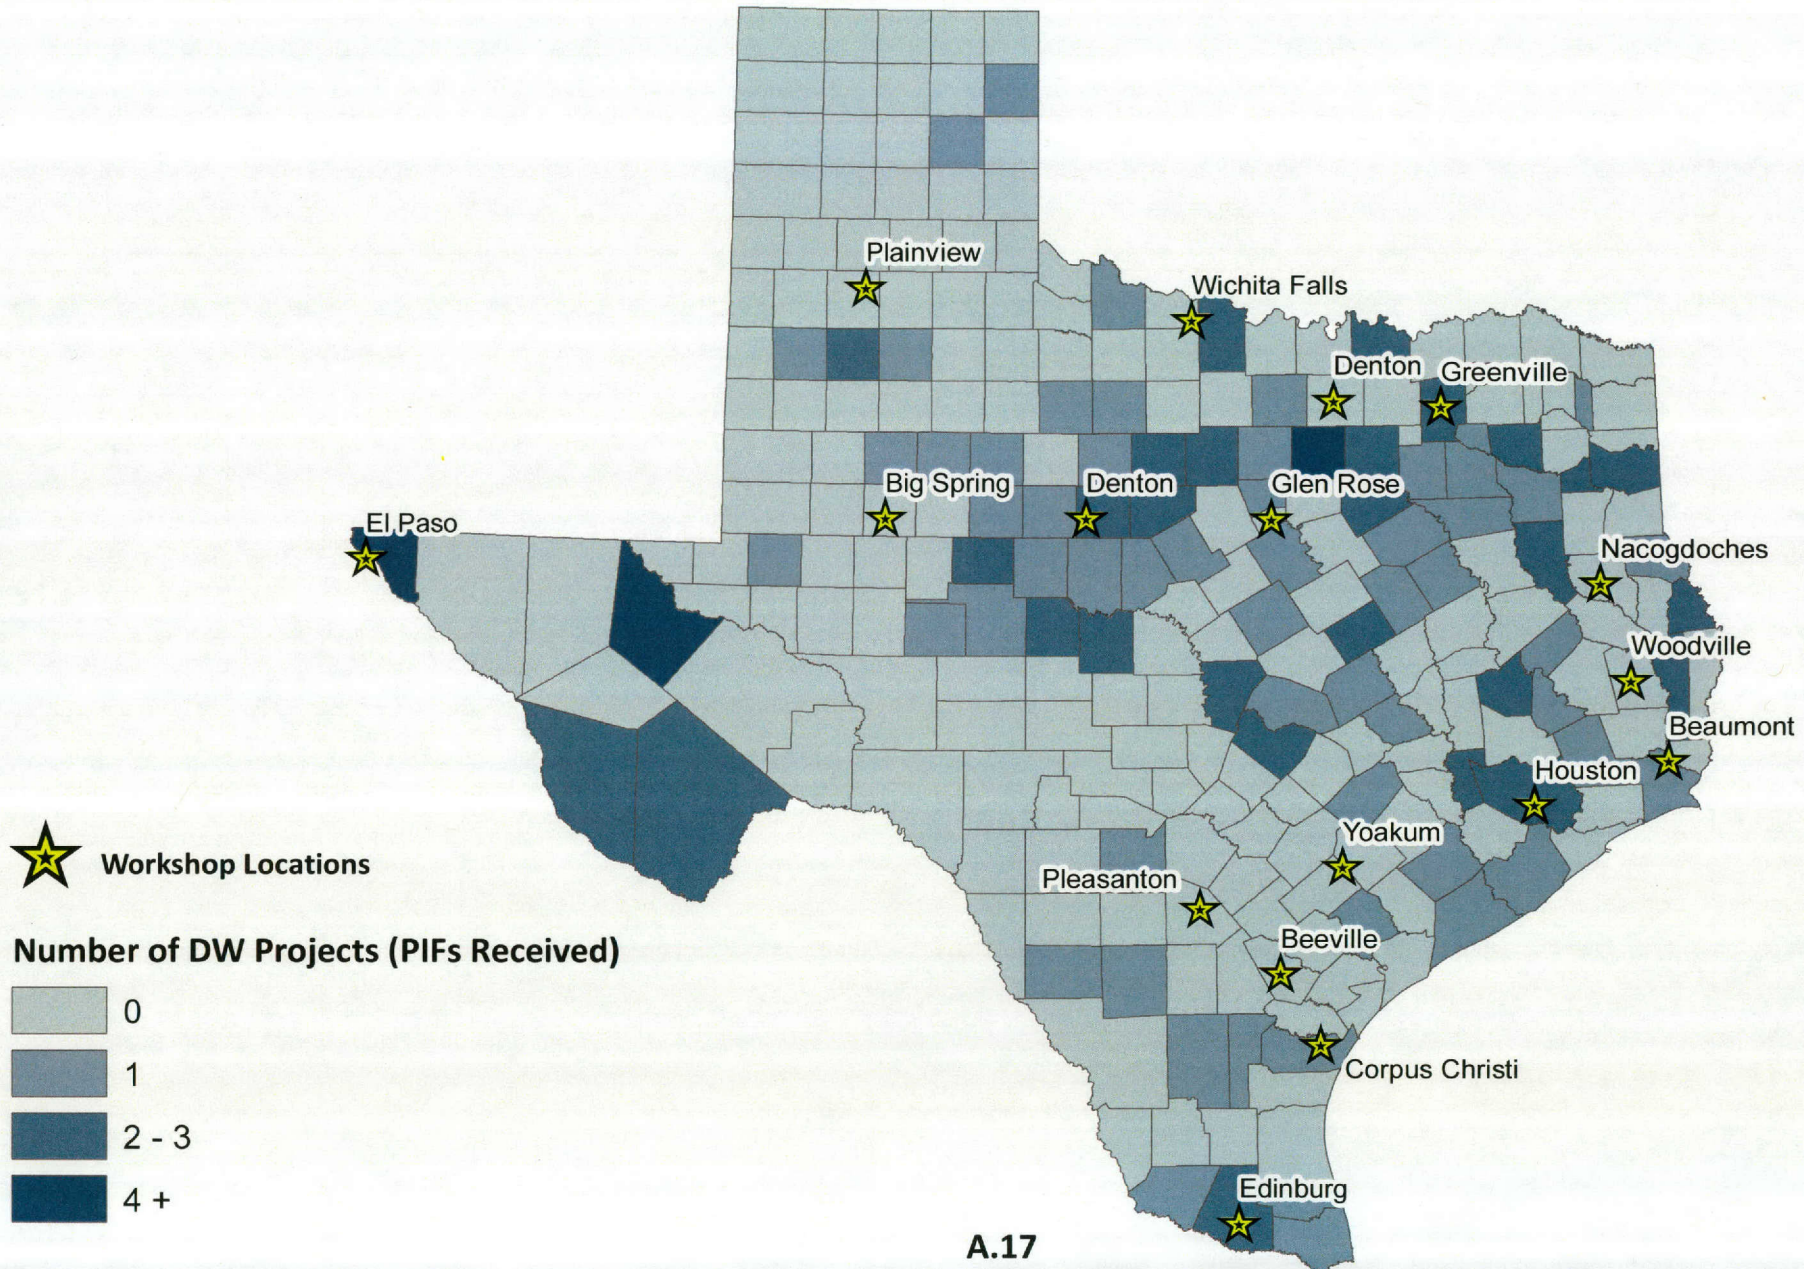 Plainview
Wichita Falls
Denton
Greenville
Big Spring
Denton
Glen Rose
El Paso
Nacogdoches
Woodville
Beaumont
Houston
Yoakum
Workshop Locations
Pleasanton
Number of DW Projects (PIFs Received)
Beeville
0
1
Corpus Christi
2 - 3
4 +
Edinburg
A.17